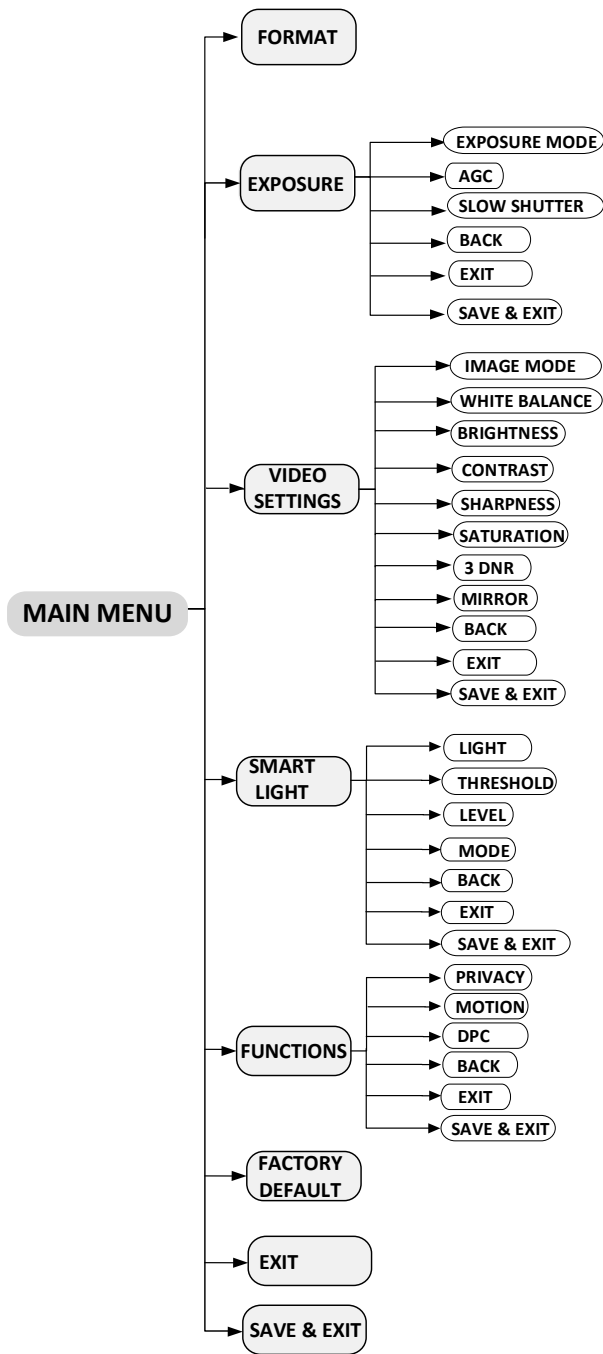 FORMAT
EXPOSURE
EXPOSURE MODE
AGC
SLOW SHUTTER
BACK
EXIT
SAVE & EXIT
VIDEO
SETTINGS
IMAGE MODE
WHITE BALANCE
BRIGHTNESS
CONTRAST
SHARPNESS
SATURATION
3 DNR
MIRROR
BACK
EXIT
SAVE & EXIT
MAIN MENU
SMART
LIGHT
LIGHT
THRESHOLD
LEVEL
MODE
BACK
EXIT
SAVE & EXIT
FUNCTIONS
PRIVACY
MOTION
DPC
BACK
EXIT
SAVE & EXIT
FACTORY
DEFAULT
EXIT
SAVE & EXIT